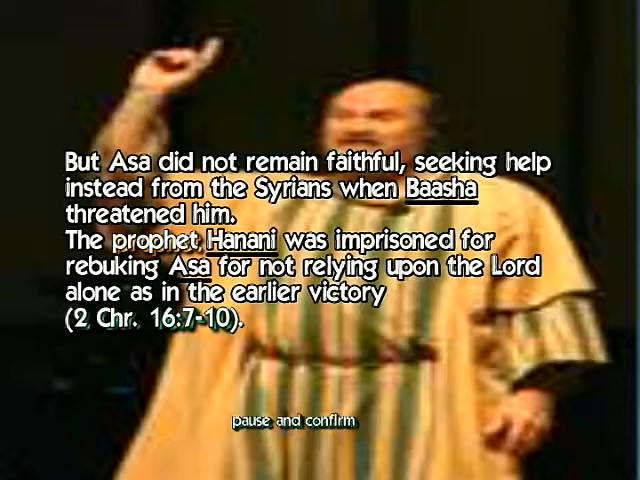 But Asa did not remain faithful, seeking help
instead from the Syrians when Baasha
threatened him.
The prophet Hanani was imprisoned for
rebuking Asa for not relying upon the Lord
alone as in the earlier victory
(2 Chr. 16:7-10).
pause and confirm